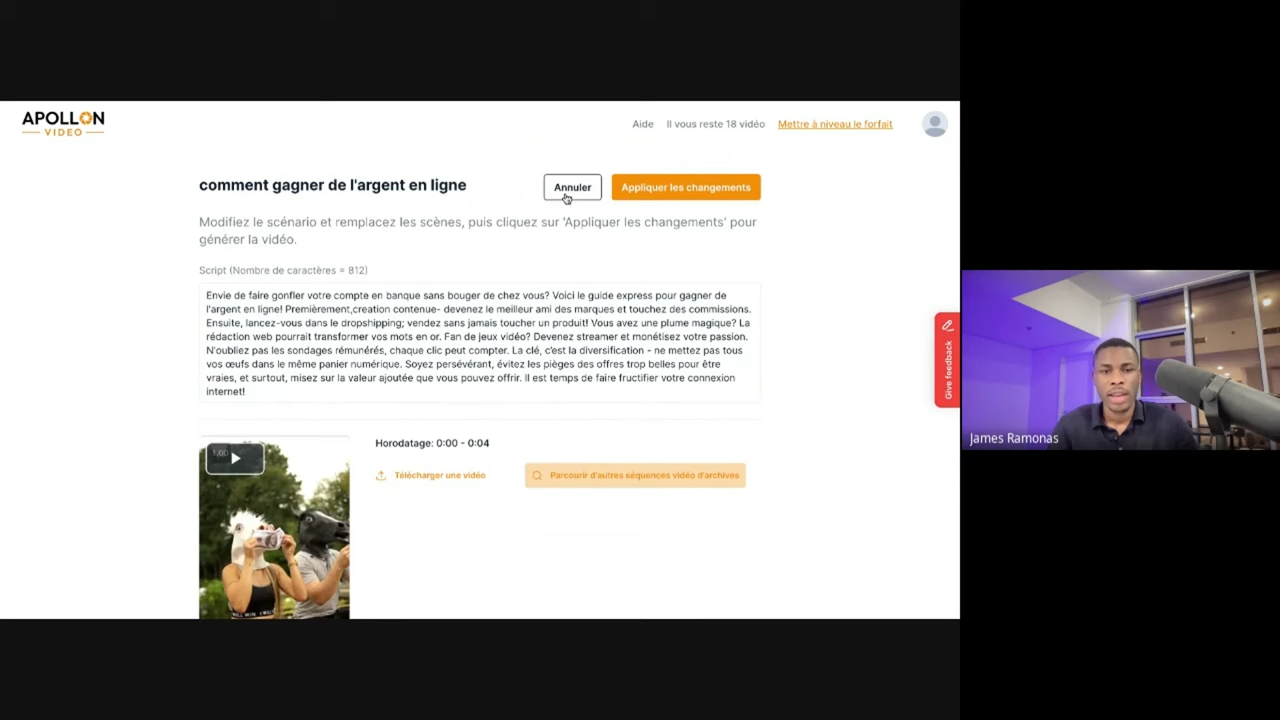 APOLLON
VIDEO
Aide Il vous reste 18 vidéo Mettre à niveau le forfait
comment gagner de l'argent en ligne
Annuler
Appliquer les changements
Modifiez le scénario et remplacez les scènes, puis cliquez sur 'Appliquer les changements' pour
générer la vidéo.
Script (Nombre de caractères = 812)
Envie de faire gonfler votre compte en banque sans bouger de chez vous? Voici le guide express pour gagner de
l'argent en ligne! Premièrement,creation contenue- devenez le meilleur ami des marques et touchez des commissions.
Ensuite, lancez-vous dans le dropshipping; vendez sans jamais toucher un produit! Vous avez une plume magique? La
rédaction web pourrait transformer vos mots en or. Fan de jeux vidéo? Devenez streamer et monétisez votre passion.
N'oubliez pas les sondages rémunérés, chaque clic peut compter. La clé, c'est la diversification - ne mettez pas tous
vos œufs dans le même panier numérique. Soyez persévérant, évitez les pièges des offres trop belles pour être
vraies, et surtout, misez sur la valeur ajoutée que vous pouvez offrir. Il est temps de faire fructifier votre connexion
internet!
Give feedback
James Ramonas
Horodatage: 0:00 - 0:04
1,00
Télécharger une vidéo
Parcourir d'autres séquences vidéo d'archives